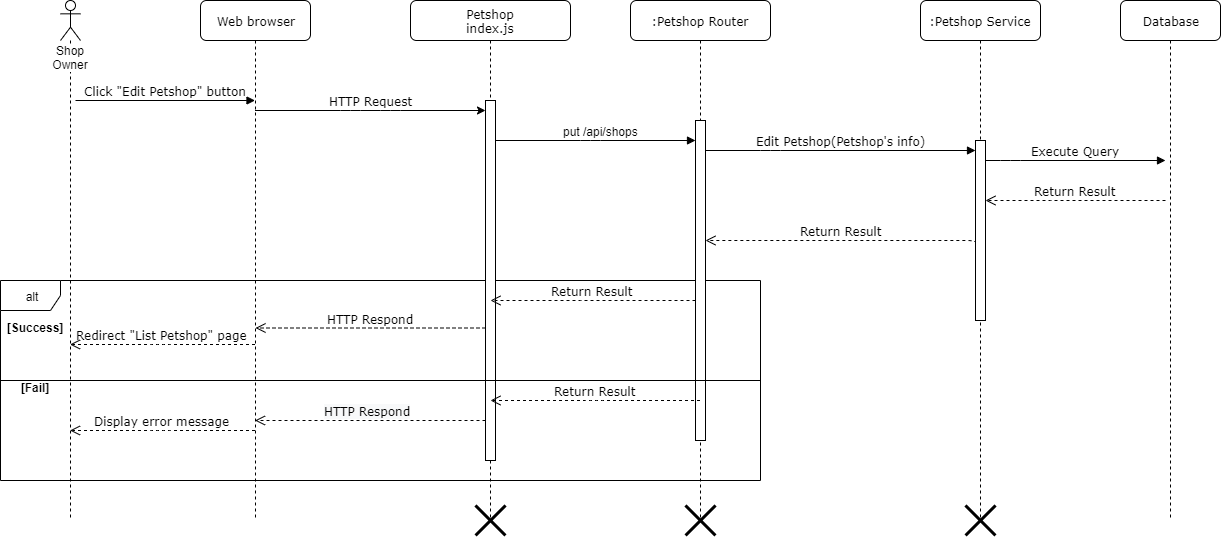 Shop
Owner
Web browser
Petshop
index.js
:Petshop Router
:Petshop Service
Database
Click "Edit Petshop" button
HTTP Request
put /api/shops
Edit Petshop(Petshop's info)
Execute Query
Return Result
Return Result
alt
Return Result
[Success]
HTTP Respond
Redirect "List Petshop" page
[Fail]
Return Result
HTTP Respond
Display error message